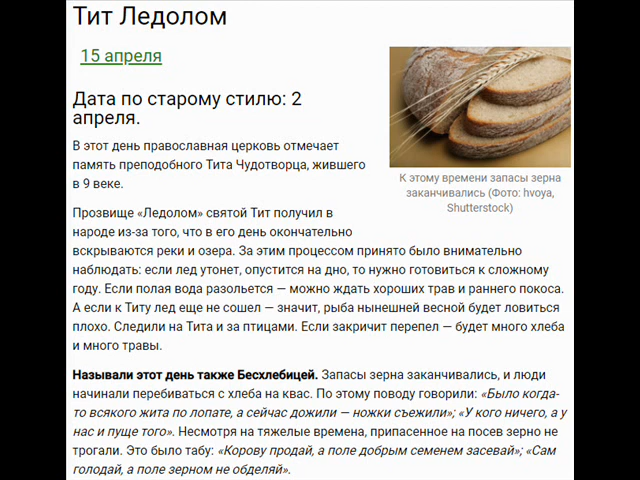 Тит Ледолом
15 апреля
Дата по старому стилю: 2
апреля.
В этот день православная церковь отмечает
память преподобного Тита Чудотворца, жившего
в 9 веке.
К этому времени запасы зерна
заканчивались (Фото: hvoya,
Shutterstock)
Прозвище «Ледолом» святой Тит получил в
народе из-за того, что в его день окончательно
вскрываются реки и озера. За этим процессом принято было внимательно
наблюдать: если лед утонет, опустится на дно, то нужно готовиться к сложному
году. Если полая вода разольется — можно ждать хороших трав и раннего покоса.
А если к Титу лед еще не сошел — значит, рыба нынешней весной будет ловиться
плохо. Следили на Тита и за птицами. Если закричит перепел — будет много хлеба
и много травы.
Называли этот день также Бесхлебицей. Запасы зерна заканчивались, и люди
начинали перебиваться с хлеба на квас. По этому поводу говорили: «Было когда-
то всякого жита по лопате, а сейчас дожили — ножки съежили»; «У кого ничего, а у
нас и пуще того». Несмотря на тяжелые времена, припасенное на посев зерно не
трогали. Это было табу: «Корову продай, а поле добрым семенем засевай»; «Сам
голодай, а поле зерном не обделяй».